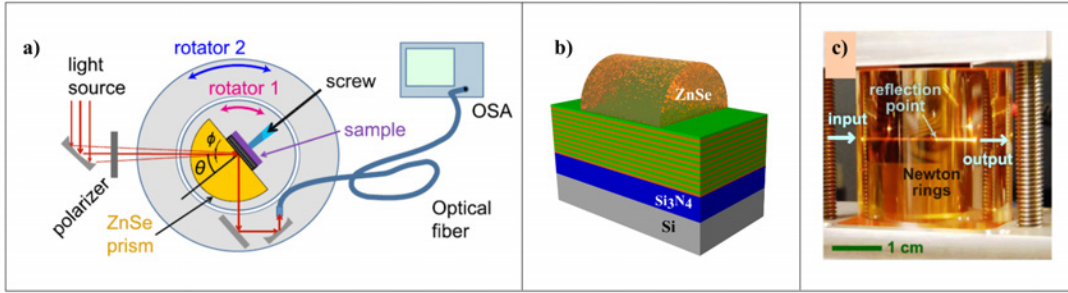 a)
rotator 2
light
source
rotator 1
screw
OSA
sample
ϕ
θ
polarizer
ZnSe
prism
Optical
fiber
b)
ZnSe
Si₃N₄
Si
c)
reflection
point
input
output
Newton
rings
1 cm